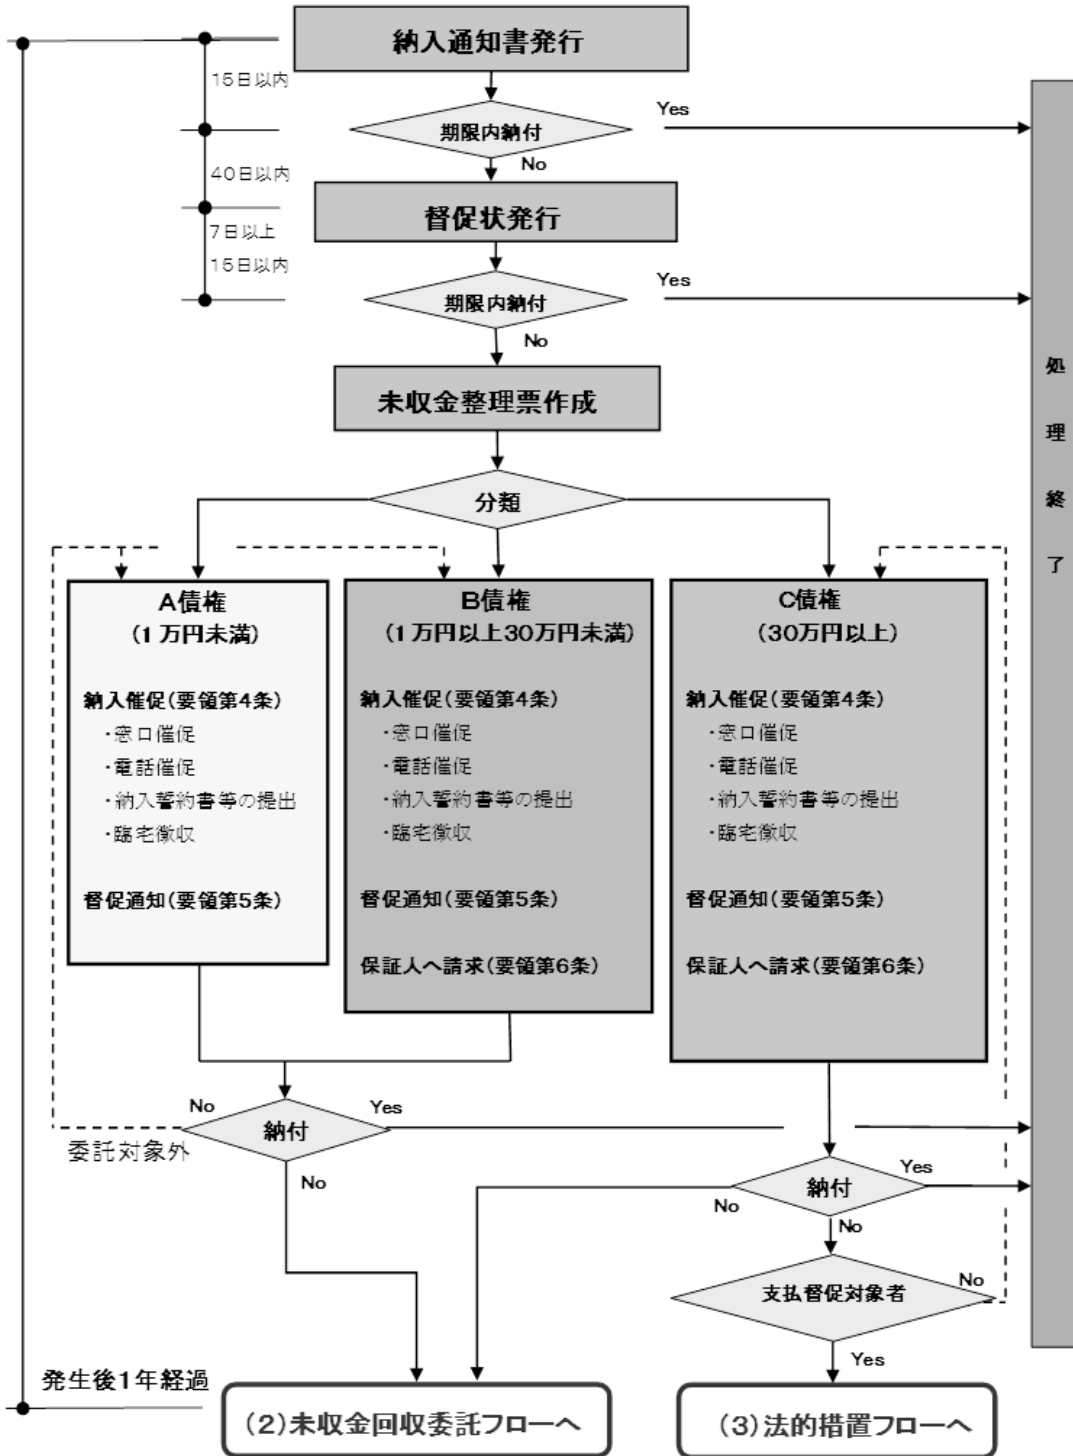 納入通知書発行
15日以内
期限内納付
Yes
No
40日以内
督促状発行
7日以上
15日以内
期限内納付
Yes
No
未収金整理票作成
処理終了
分類
A債権
(1万円未満)
納入催促(要領第4条)
・窓口催促
・電話催促
・納入誓約書等の提出
・臨宅徴収
督促通知(要領第5条)
B債権
(1万円以上30万円未満)
納入催促(要領第4条)
・窓口催促
・電話催促
・納入誓約書等の提出
・臨宅徴収
督促通知(要領第5条)
保証人へ請求(要領第6条)
C債権
(30万円以上)
納入催促(要領第4条)
・窓口催促
・電話催促
・納入誓約書等の提出
・臨宅徴収
督促通知(要領第5条)
保証人へ請求(要領第6条)
No
納付
Yes
委託対象外
No
納付
Yes
No
No
支払督促対象者
No
Yes
発生後1年経過
(2)未収金回収委託フローへ
(3)法的措置フローへ